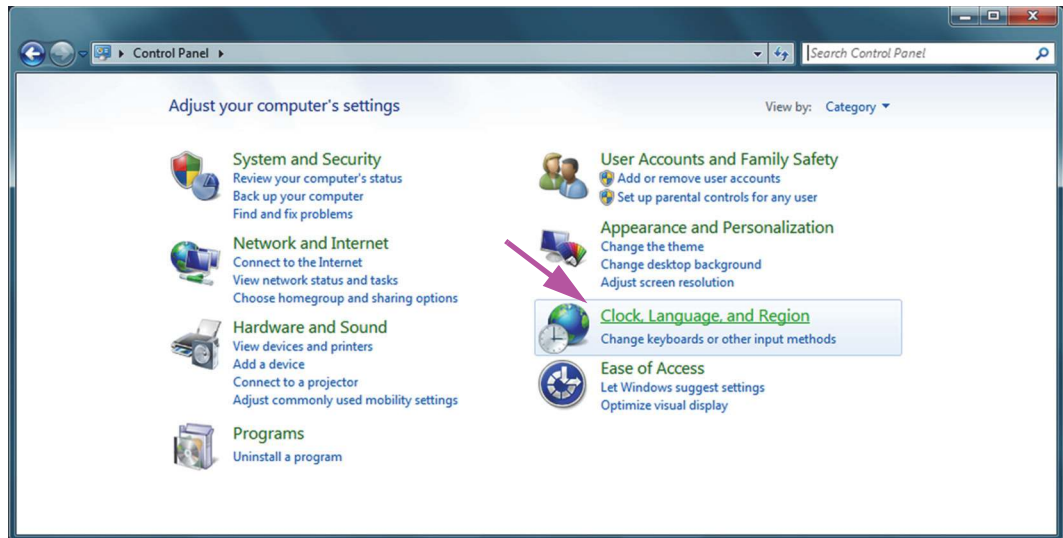 Control Panel
Search Control Panel
Adjust your computer's settings
View by: Category
System and Security
Review your computer's status
Back up your computer
Find and fix problems
Network and Internet
Connect to the Internet
View network status and tasks
Choose homegroup and sharing options
Hardware and Sound
View devices and printers
Add a device
Connect to a projector
Adjust commonly used mobility settings
Programs
Uninstall a program
User Accounts and Family Safety
Add or remove user accounts
Set up parental controls for any user
Appearance and Personalization
Change the theme
Change desktop background
Adjust screen resolution
Clock, Language, and Region
Change keyboards or other input methods
Ease of Access
Let Windows suggest settings
Optimize visual display